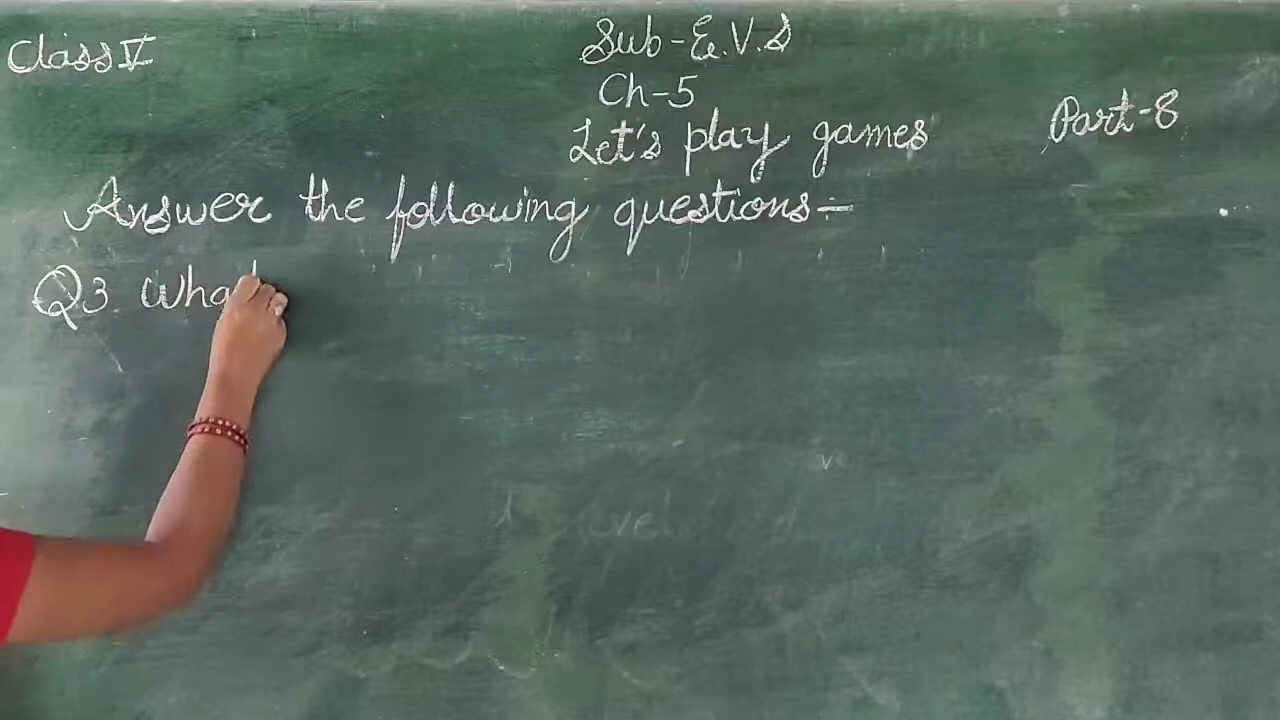 Class V
Sub-E.V.S
Ch-5
Let's play games
Part-8
Answer the following questions:-
Q3. What